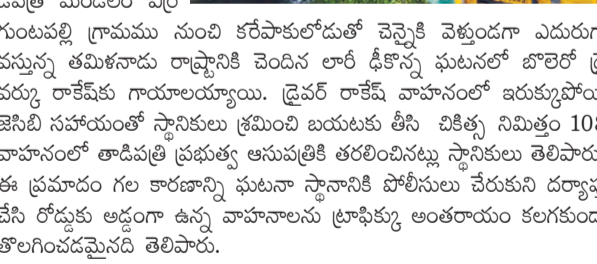 మండలం
గుంటపల్లి గ్రామము నుంచి కరేపాకులోడుతో చెన్నైకి వెళ్తుండగా ఎదురుగ
వస్తున్న తమిళనాడు రాష్ట్రానికి చెందిన లారీ ఢీకొన్న ఘటనలో బొలెరో డ్రై
వర్కు రాకేష్‌కు గాయాలయ్యాయి. డ్రైవర్ రాకేష్ వాహనంలో ఇరుక్కుపోయి
జెసిబి సహాయంతో స్థానికులు శ్రమించి బయటకు తీసి చికిత్స నిమిత్తం 108
వాహనంలో తాడిపత్రి ప్రభుత్వ ఆసుపత్రికి తరలించినట్లు స్థానికులు తెలిపారు
ఈ ప్రమాదం గల కారణాన్ని ఘటనా స్థానానికి పోలీసులు చేరుకుని దర్యాప్తు
చేసి రోడ్డుకు అడ్డంగా ఉన్న వాహనాలను ట్రాఫిక్కు అంతరాయం కలగకుండ
తొలగించడమైనది తెలిపారు.